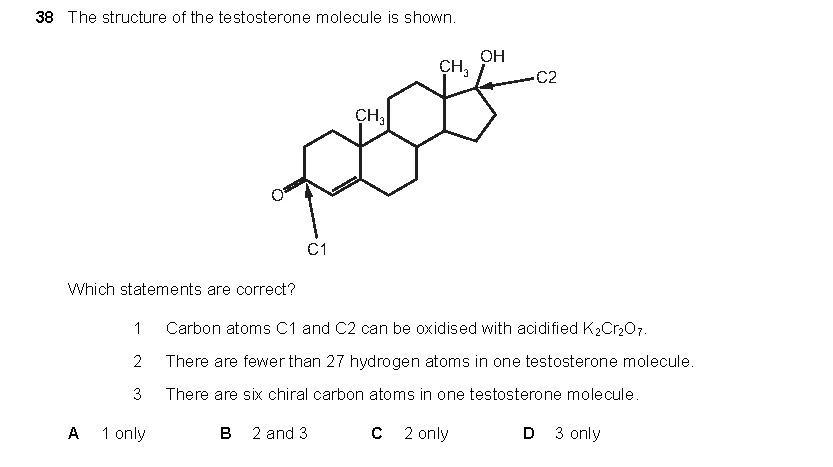 38 The structure of the testosterone molecule is shown.
OH
CH₃
C2
CH₃
O
C1
Which statements are correct?
1 Carbon atoms C1 and C2 can be oxidised with acidified K₂Cr₂O₇.
2 There are fewer than 27 hydrogen atoms in one testosterone molecule.
3 There are six chiral carbon atoms in one testosterone molecule.
A 1 only B 2 and 3 C 2 only D 3 only